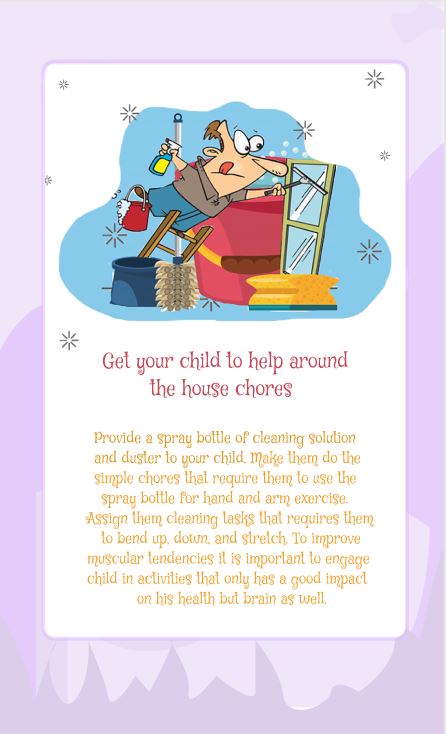 Get your child to help around
the house chores
Provide a spray bottle of cleaning solution
and duster to your child. Make them do the
simple chores that require them to use the
spray bottle for hand and arm exercise.
Assign them cleaning tasks that requires them
to bend up, down, and stretch. To improve
muscular tendencies it is important to engage
child in activities that only has a good impact
on his health but brain as well.